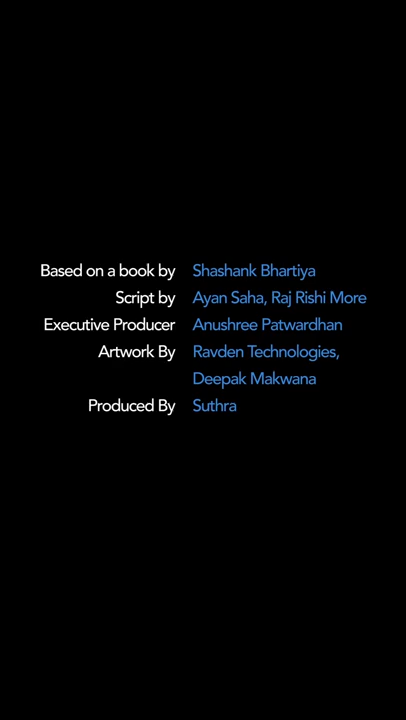 Based on a book by Shashank Bhartiya
Script by Ayan Saha, Raj Rishi More
Executive Producer Anushree Patwardhan
Artwork By Ravden Technologies,
Deepak Makwana
Produced By Suthra